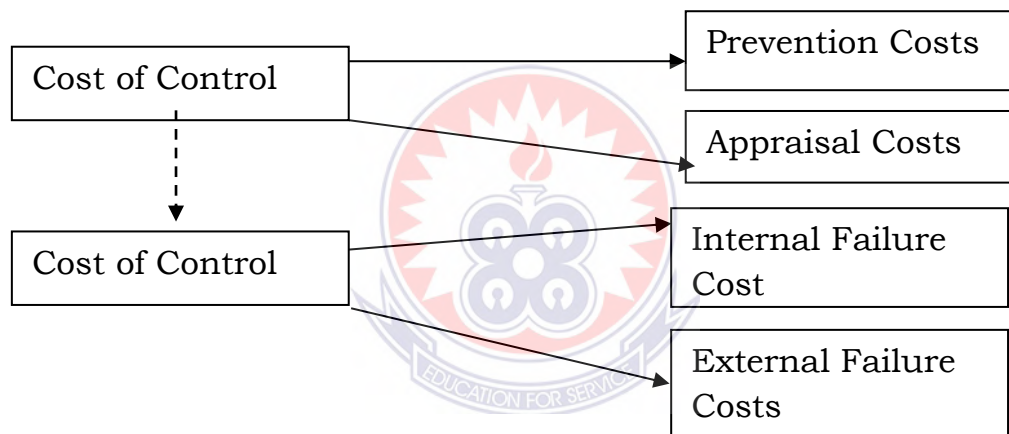 Prevention Costs
Cost of Control
Appraisal Costs
Cost of Control
Internal Failure
Cost
External Failure
Costs
EDUCATION FOR SERVICE